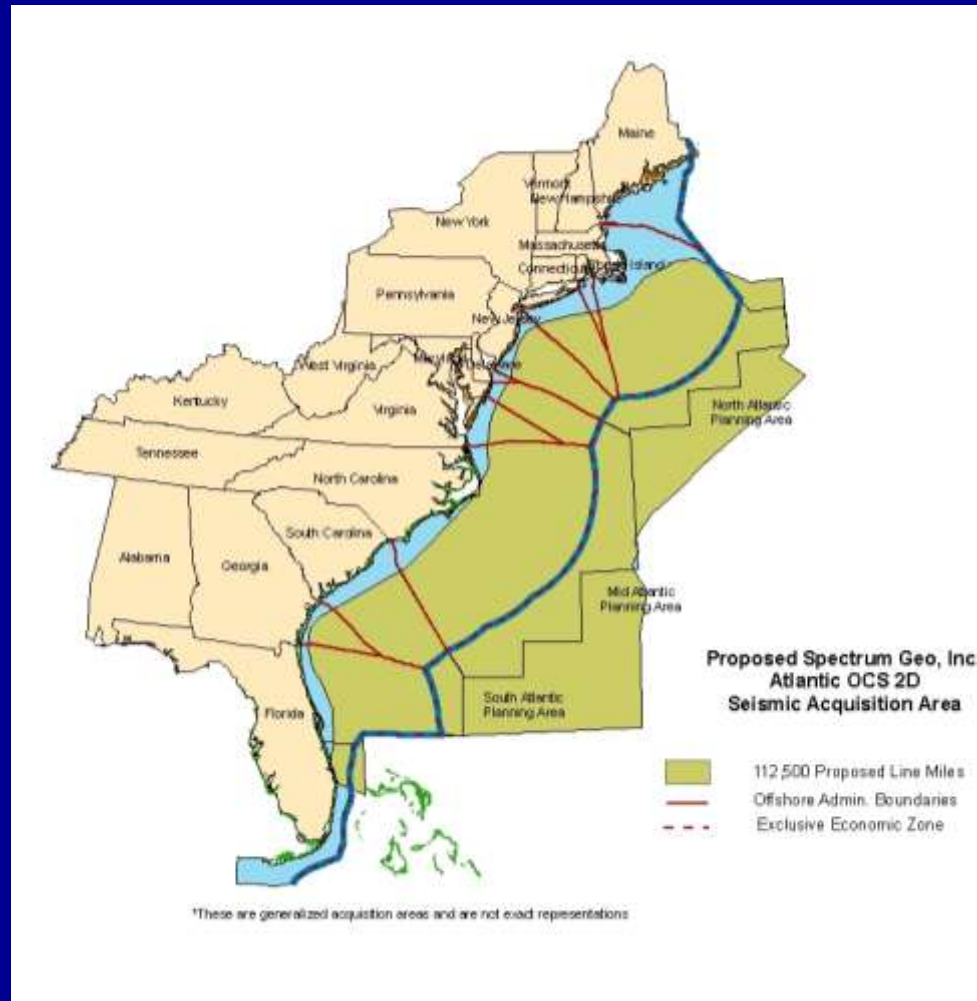 Maine
Vermont
New Hampshire
New York
Massachusetts
Connecticut
Island
Pennsylvania
New Jersey
West Virginia
Kentucky
Virginia
North Atlantic
Planning Area
Tennessee
North Carolina
South Carolina
Alabama
Georgia
Mid Atlantic
Planning Area
Proposed Spectrum Geo, Inc
Atlantic OCS 2D
Seismic Acquisition Area
South Atlantic
Planning Area
Florida
112,500 Proposed Line Miles
Offshore Admin. Boundaries
Exclusive Economic Zone
*These are generalized acquisition areas and are not exact representations